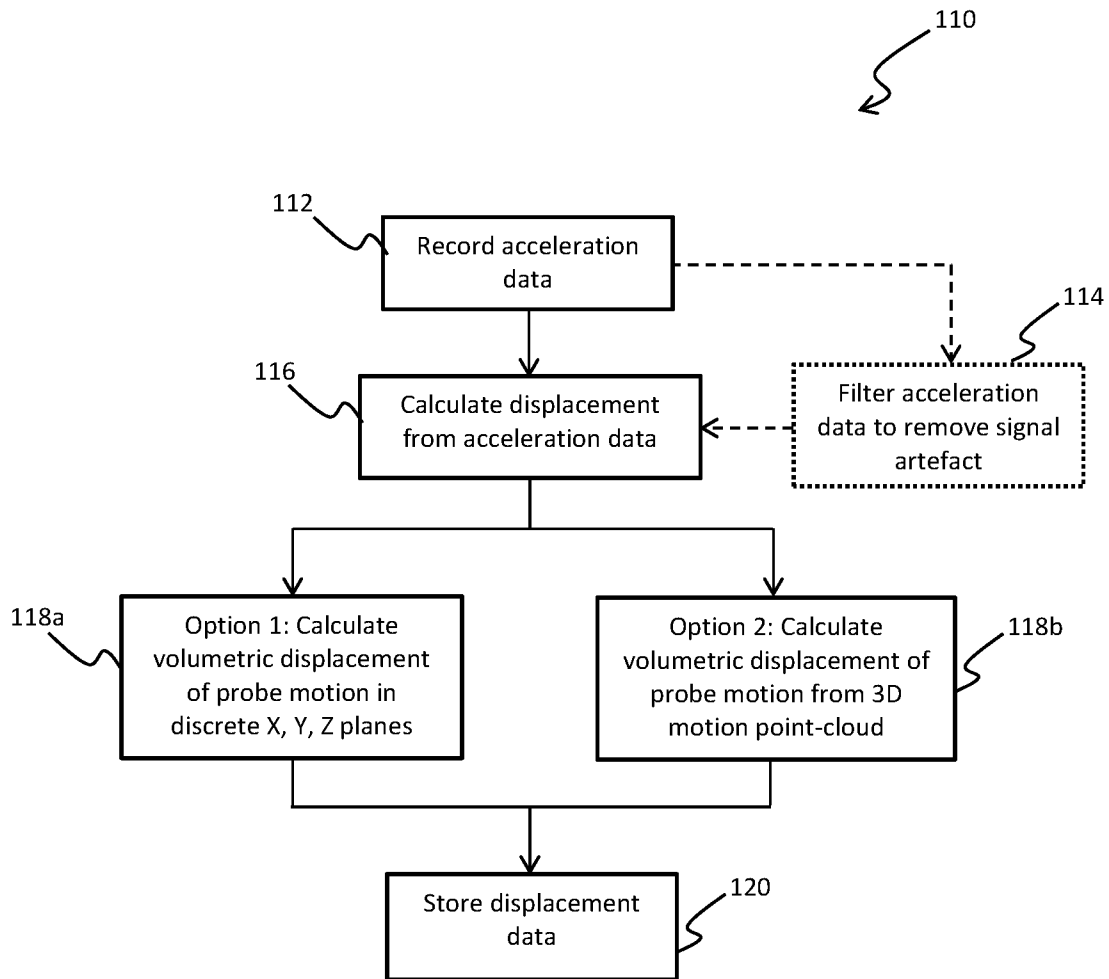 110
112
Record acceleration
data
114
116
Calculate displacement
from acceleration data
Filter acceleration
data to remove signal
artefact
118a
Option 1: Calculate
volumetric displacement
of probe motion in
discrete X, Y, Z planes
Option 2: Calculate
volumetric displacement of
probe motion from 3D
motion point-cloud
118b
Store displacement
data
120